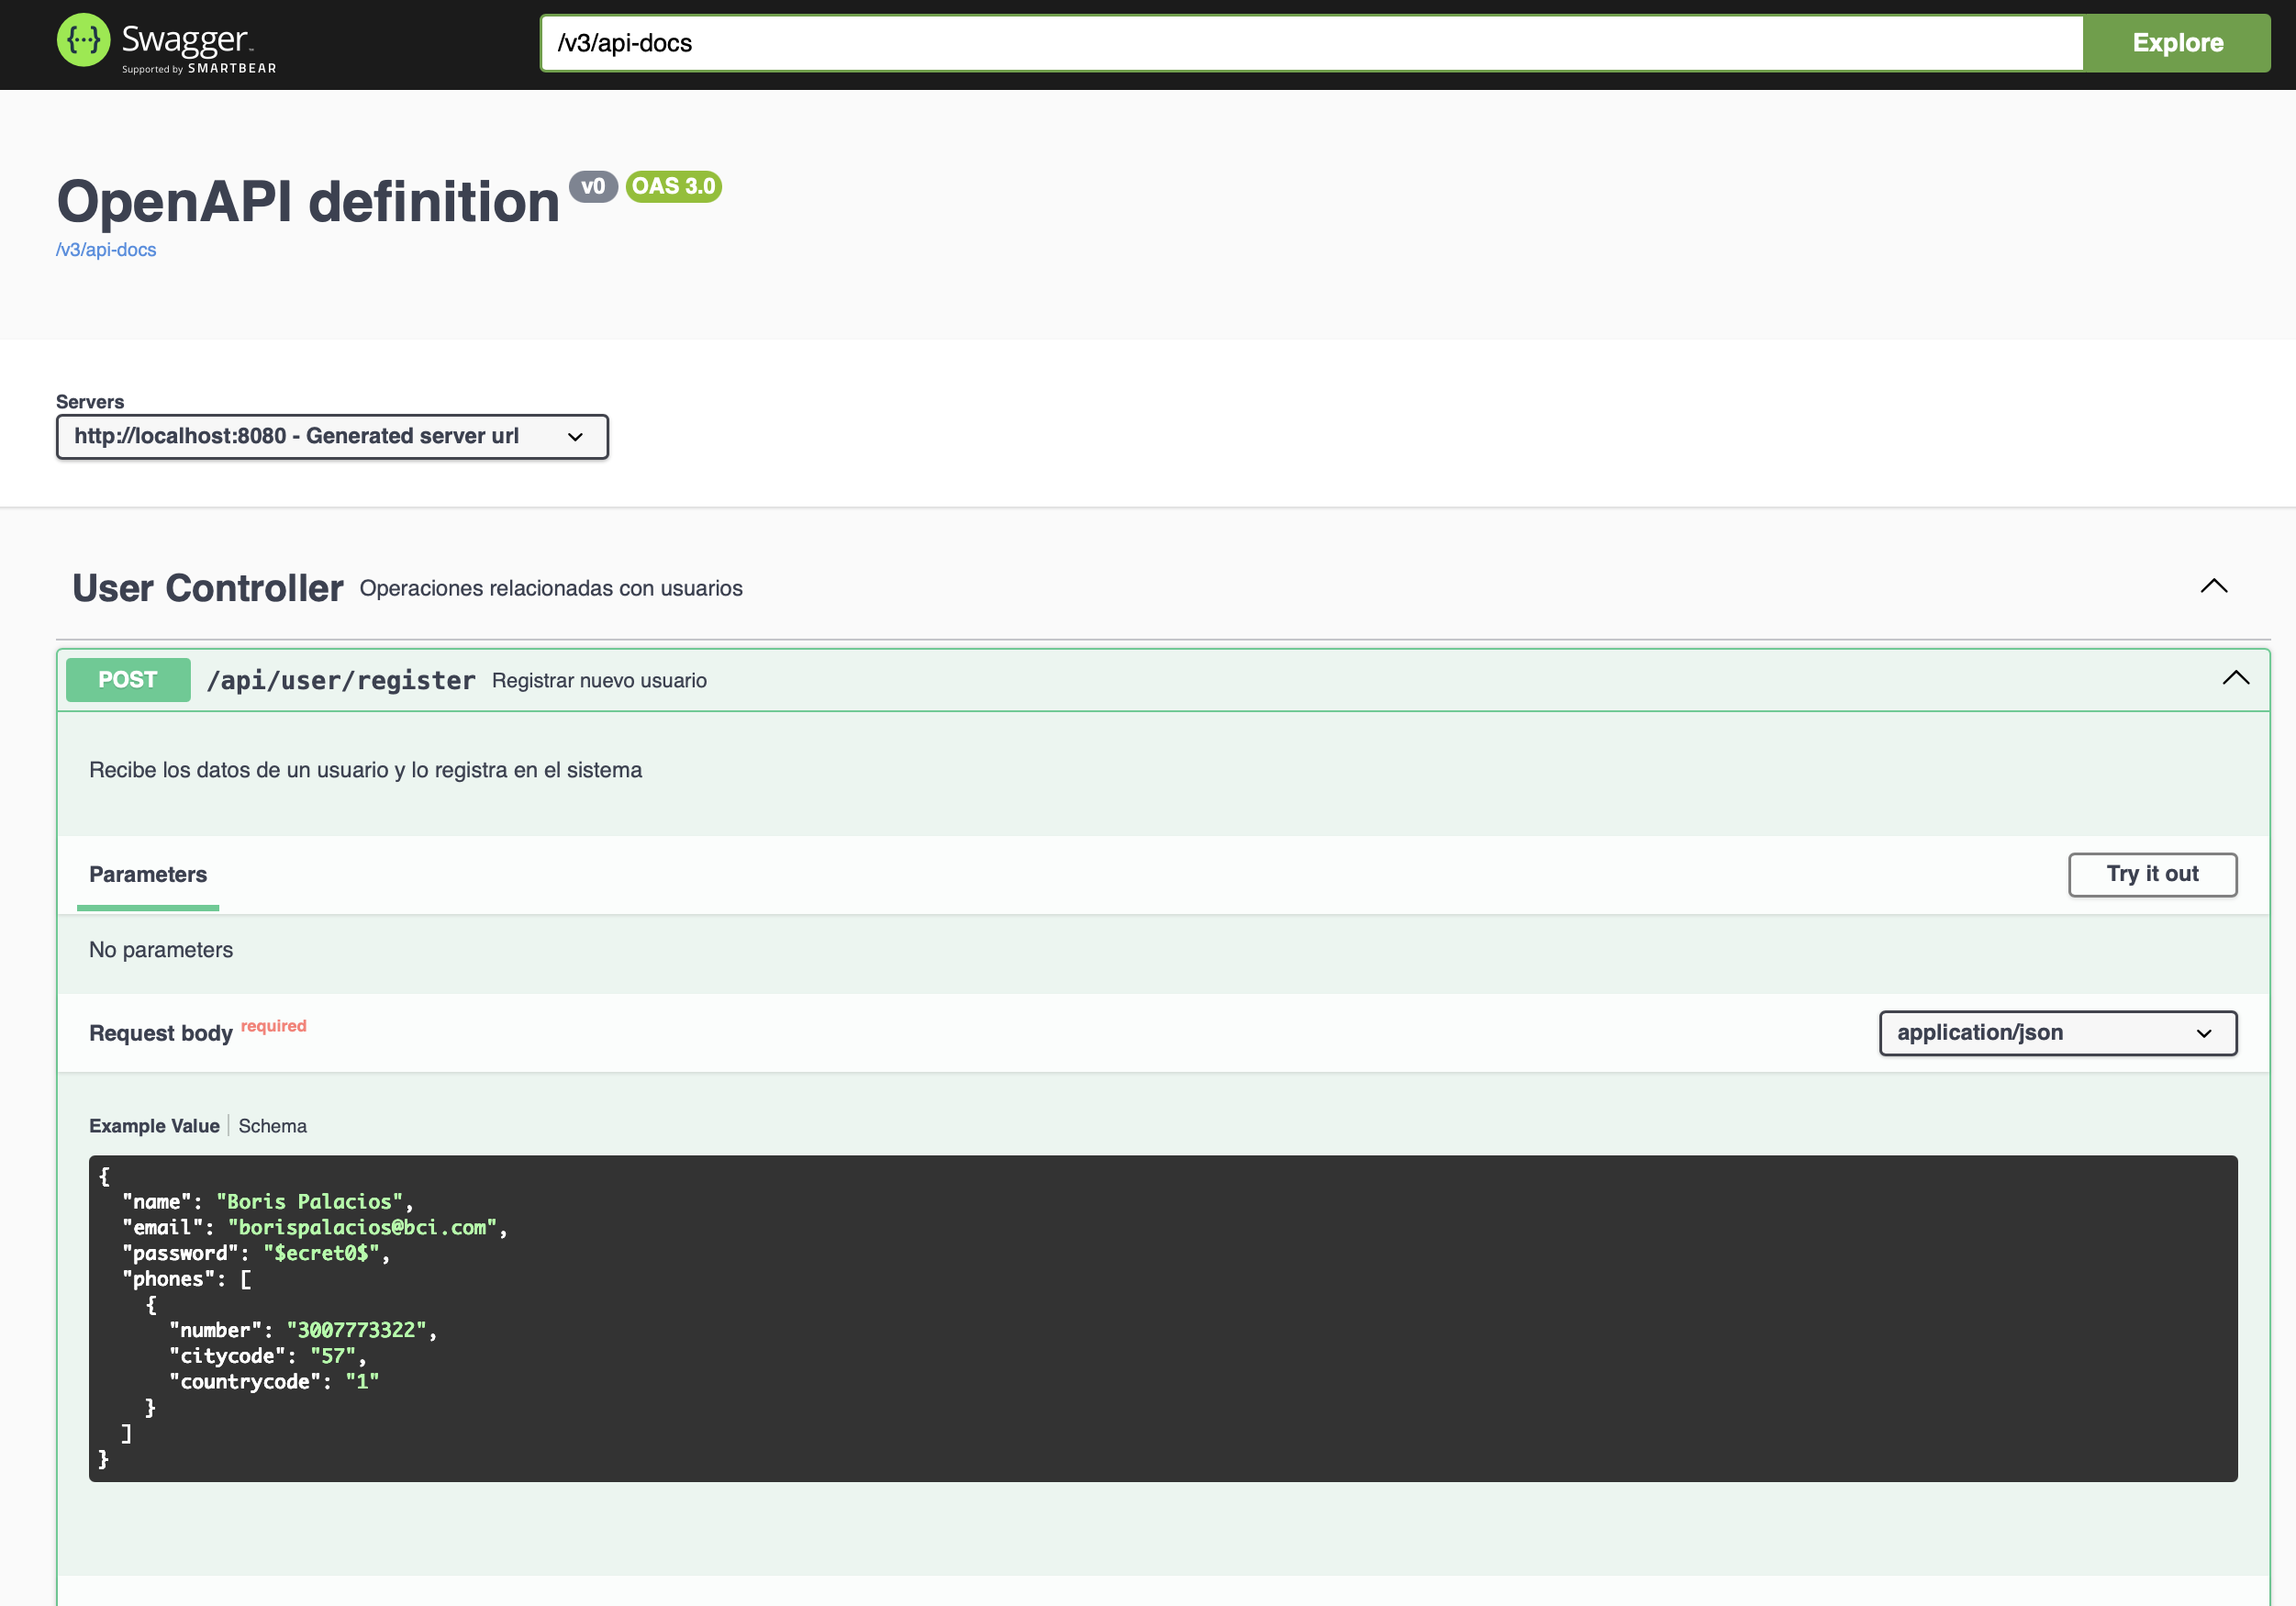 {···} Swagger™
Supported by SMARTBEAR
/v3/api-docs
Explore
OpenAPI definition v0 OAS 3.0
/v3/api-docs
Servers
http://localhost:8080 - Generated server url
User Controller Operaciones relacionadas con usuarios
POST /api/user/register Registrar nuevo usuario
Recibe los datos de un usuario y lo registra en el sistema
Parameters
Try it out
No parameters
Request body required
application/json
Example Value Schema
{
  "name": "Boris Palacios",
  "email": "borispalacios@bci.com",
  "password": "$ecret0$",
  "phones": [
    {
      "number": "3007773322",
      "citycode": "57",
      "countrycode": "1"
    }
  ]
}